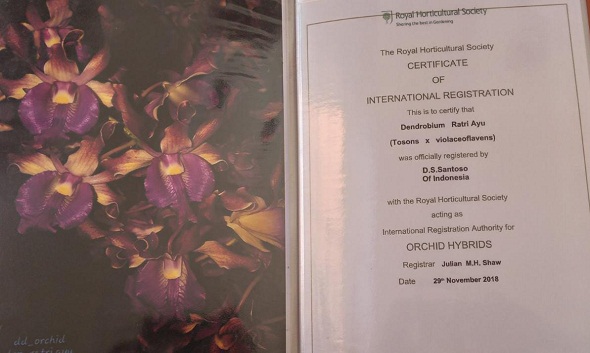 dd_orchid
Royal Horticultural Society
Sharing the best in Gardening
The Royal Horticultural Society
CERTIFICATE
OF
INTERNATIONAL REGISTRATION
This is to certify that
Dendrobium Ratri Ayu
(Tosons x violaceoflavens)
was officially registered by
D.S.Santoso
Of Indonesia
with the Royal Horticultural Society
acting as
International Registration Authority for
ORCHID HYBRIDS
Registrar Julian M.H. Shaw
Date 29th November 2018